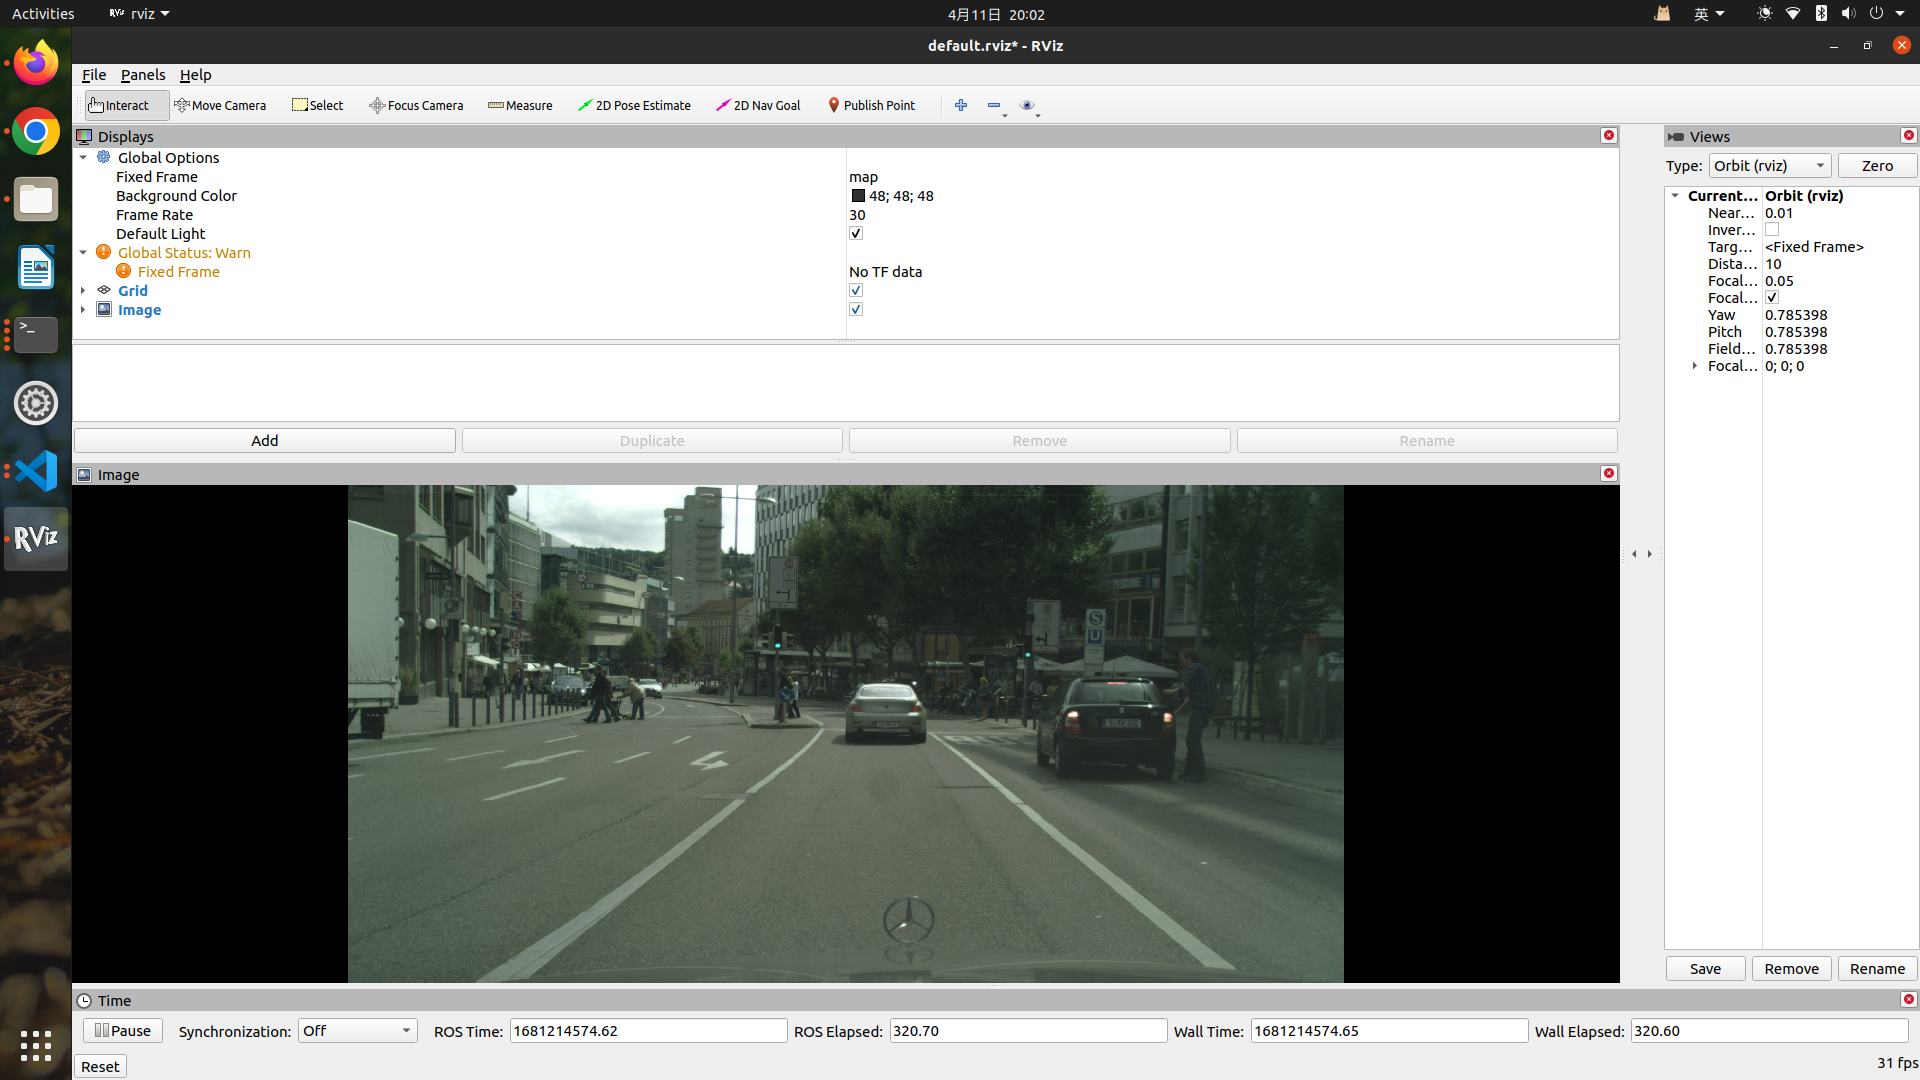 Activities
RViz rviz
4月11日 20:02
英
default.rviz* - RViz
File Panels Help
Interact
Move Camera
Select
Focus Camera
Measure
2D Pose Estimate
2D Nav Goal
Publish Point
Displays
Global Options
Fixed Frame map
Background Color 48; 48; 48
Frame Rate 30
Default Light
Global Status: Warn
Fixed Frame No TF data
Grid
Image
Add Duplicate Remove Rename
Image
S
U
RViz
Views
Type: Orbit (rviz) Zero
Current... Orbit (rviz)
Near... 0.01
Inver...
Targ... <Fixed Frame>
Dista... 10
Focal... 0.05
Focal...
Yaw 0.785398
Pitch 0.785398
Field... 0.785398
Focal... 0; 0; 0
Save Remove Rename
Time
Pause Synchronization: Off ROS Time: 1681214574.62 ROS Elapsed: 320.70 Wall Time: 1681214574.65 Wall Elapsed: 320.60
Reset
31 fps